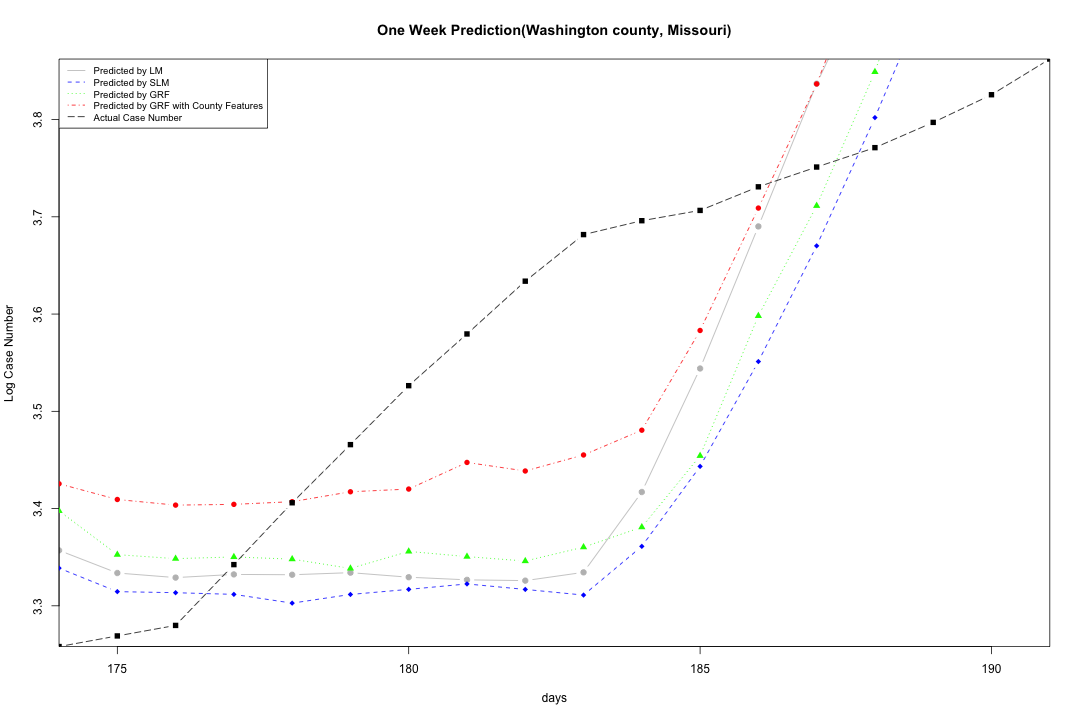 One Week Prediction(Washington county, Missouri)
Predicted by LM
Predicted by SLM
Predicted by GRF
Predicted by GRF with County Features
Actual Case Number
3.8
3.7
3.6
3.5
3.4
3.3
Log Case Number
175 180 185 190
days